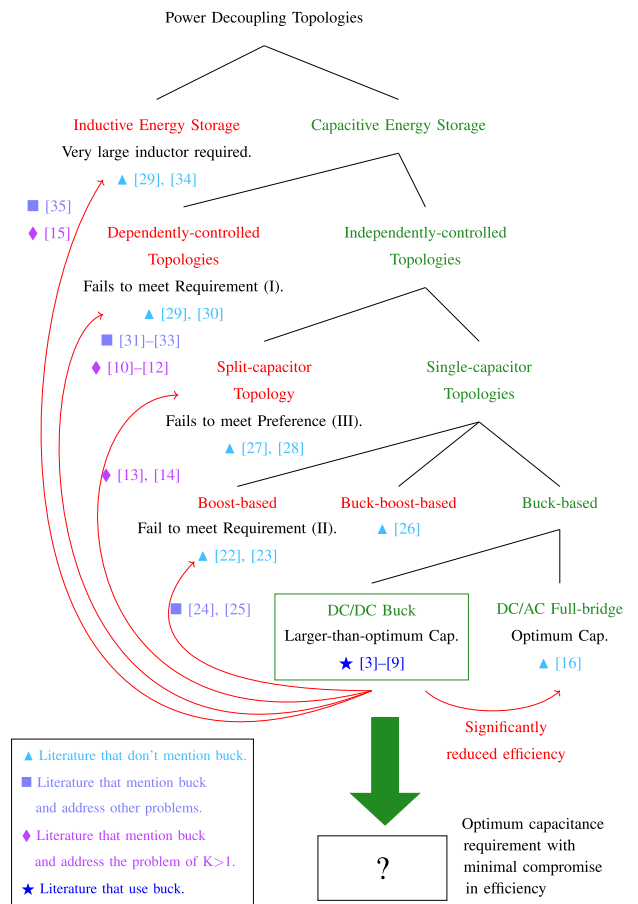 Power Decoupling Topologies
Inductive Energy Storage
Capacitive Energy Storage
Very large inductor required.
▲ [29], [34]
■ [35]
♦ [15]
Dependently-controlled
Topologies
Independently-controlled
Topologies
Fails to meet Requirement (I).
▲ [29], [30]
■ [31]–[33]
♦ [10]–[12]
Split-capacitor
Topology
Single-capacitor
Topologies
Fails to meet Preference (III).
▲ [27], [28]
♦ [13], [14]
Boost-based
Buck-boost-based
Buck-based
Fail to meet Requirement (II).
▲ [26]
▲ [22], [23]
■ [24], [25]
DC/DC Buck
Larger-than-optimum Cap.
★ [3]–[9]
DC/AC Full-bridge
Optimum Cap.
▲ [16]
Significantly
reduced efficiency
▲ Literature that don't mention buck.
■ Literature that mention buck
and address other problems.
♦ Literature that mention buck
and address the problem of K>1.
★ Literature that use buck.
?
Optimum capacitance
requirement with
minimal compromise
in efficiency